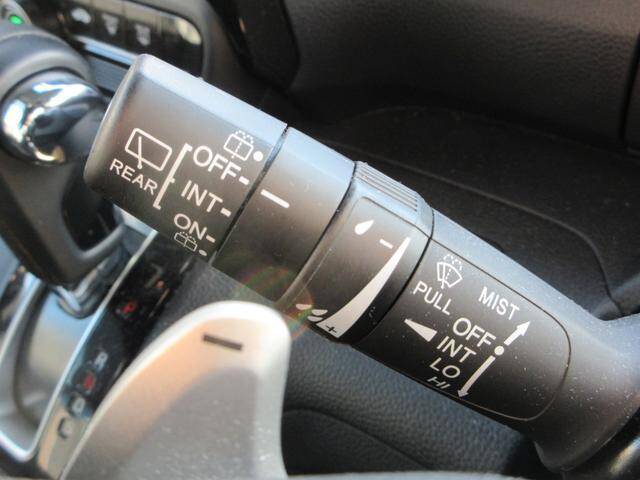 REAR
OFF
INT
ON
-
+
PULL
MIST
OFF
INT
LO
HI
-
R